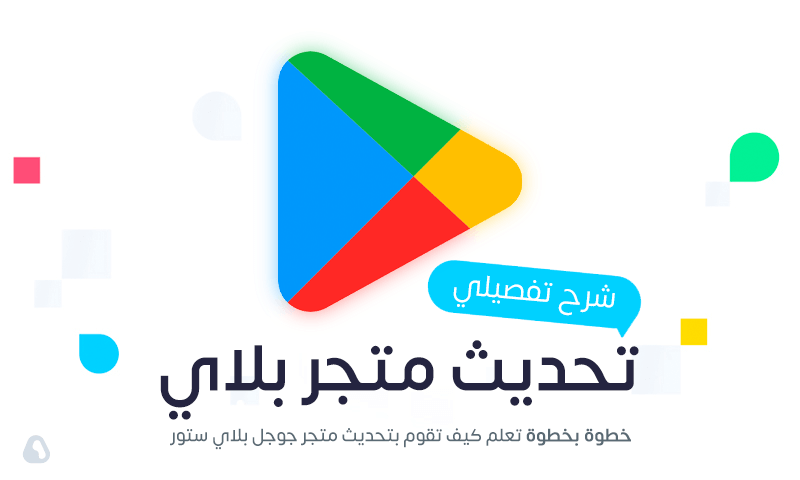 شرح تفصيلي
تحديث متجر بلاي
خطوة بخطوة تعلم كيف تقوم بتحديث متجر جوجل بلاي ستور